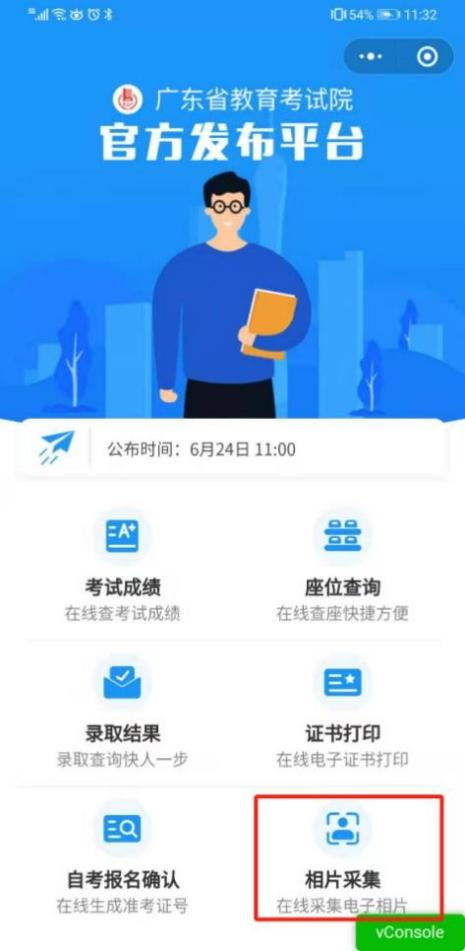 54% 11:32
广东省教育考试院
官方发布平台
公布时间：6月24日 11:00
考试成绩
座位查询
在线查考试成绩
在线查座快捷方便
录取结果
证书打印
录取查询快人一步
在线电子证书打印
自考报名确认
相片采集
在线生成准考证号
在线采集电子相片
vConsole